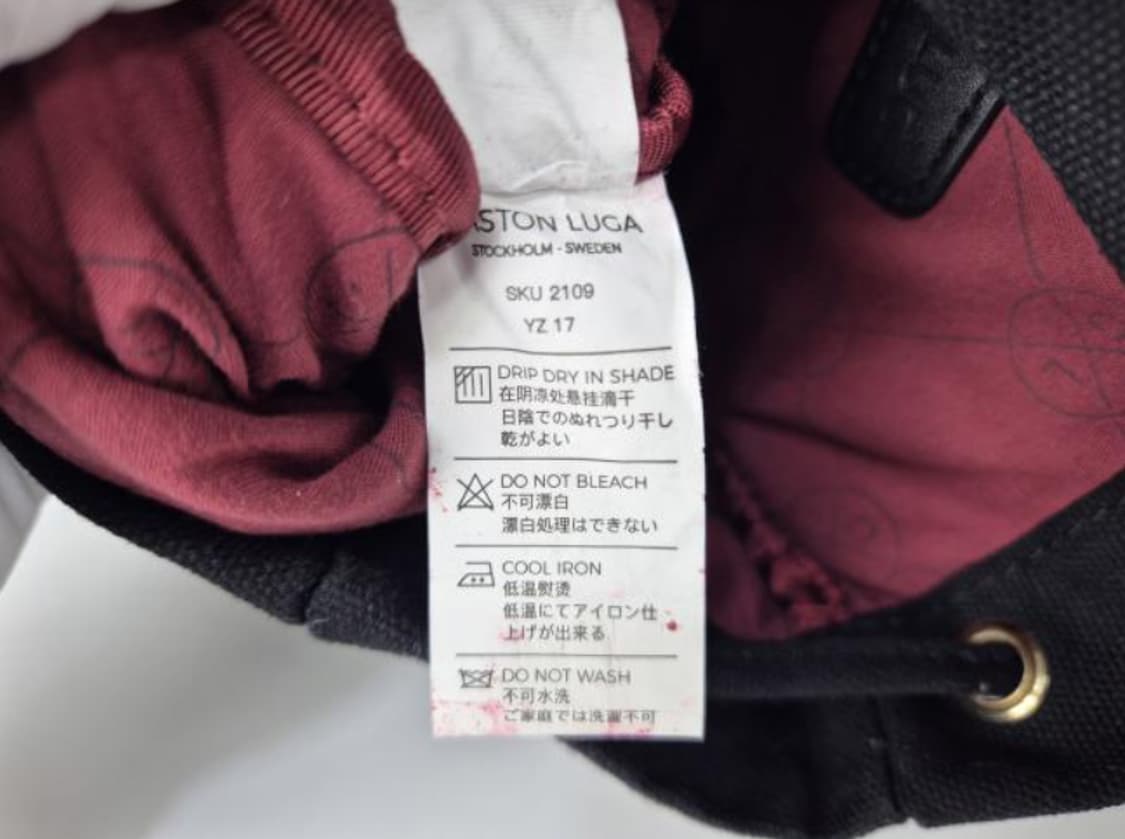 ASTON LUGA
STOCKHOLM - SWEDEN
SKU 2109
YZ 17
DRIP DRY IN SHADE
在阴凉处悬挂滴干
日陰でのぬれつり干し
乾がよい
DO NOT BLEACH
不可漂白
漂白処理はできない
COOL IRON
低温熨烫
低温にてアイロン仕
上げが出来る
DO NOT WASH
不可水洗
ご家庭では洗濯不可